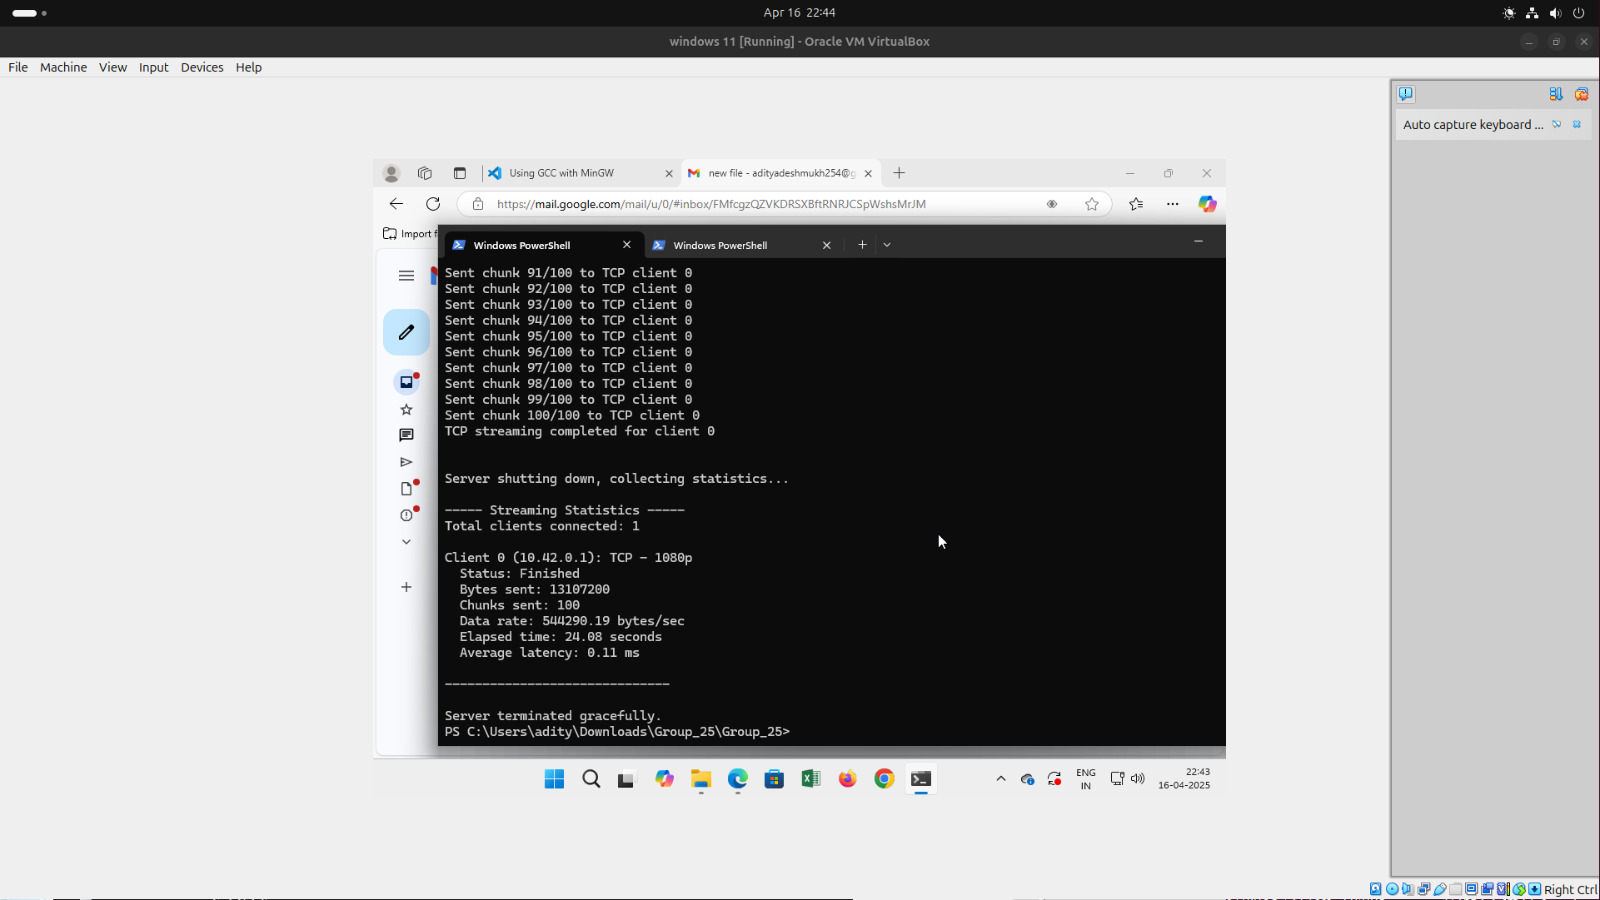 Apr 16 22:44
windows 11 [Running] - Oracle VM VirtualBox
File Machine View Input Devices Help
Auto capture keyboard ...
Using GCC with MinGW
new file - adityadeshmukh254@g
https://mail.google.com/mail/u/0/#inbox/FMfcgzQZVKDRSXBftRNRJCSpWshsMrJM
Import f
Windows PowerShell
Windows PowerShell
Sent chunk 91/100 to TCP client 0
Sent chunk 92/100 to TCP client 0
Sent chunk 93/100 to TCP client 0
Sent chunk 94/100 to TCP client 0
Sent chunk 95/100 to TCP client 0
Sent chunk 96/100 to TCP client 0
Sent chunk 97/100 to TCP client 0
Sent chunk 98/100 to TCP client 0
Sent chunk 99/100 to TCP client 0
Sent chunk 100/100 to TCP client 0
TCP streaming completed for client 0
Server shutting down, collecting statistics...
----- Streaming Statistics -----
Total clients connected: 1
Client 0 (10.42.0.1): TCP - 1080p
Status: Finished
Bytes sent: 13107200
Chunks sent: 100
Data rate: 544290.19 bytes/sec
Elapsed time: 24.08 seconds
Average latency: 0.11 ms
------------------------------
Server terminated gracefully.
PS C:\Users\adity\Downloads\Group_25\Group_25>
ENG
IN
22:43
16-04-2025
Right Ctrl